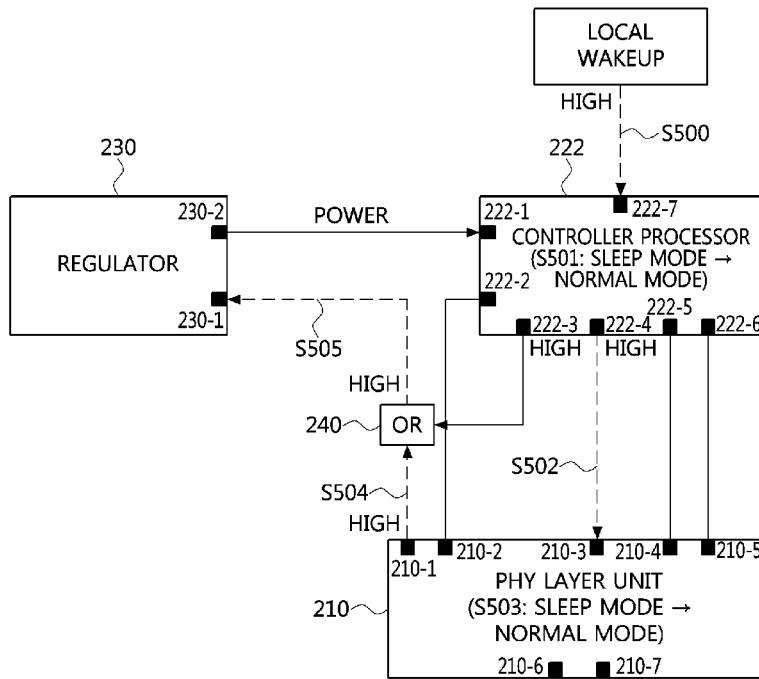 LOCAL
WAKEUP
HIGH
S500
230
222
230-2
POWER
222-1
222-7
REGULATOR
CONTROLLER PROCESSOR
(S501: SLEEP MODE →
NORMAL MODE)
222-2
222-5
230-1
S505
222-3
222-4
222-6
HIGH
HIGH
HIGH
240
OR
S504
S502
HIGH
210-1
210-2
210-3
210-4
210-5
210
PHY LAYER UNIT
(S503: SLEEP MODE →
NORMAL MODE)
210-6
210-7